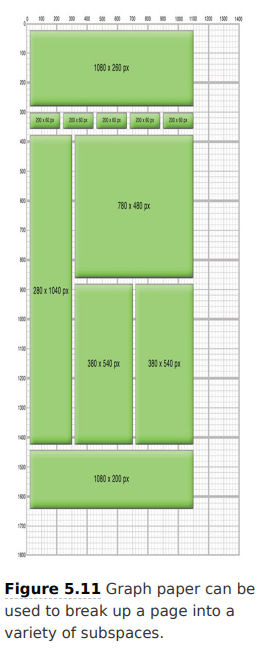 0 100 200 300 400 500 600 700 800 900 1000 1100 1200 1300 1400
100
1080 x 260 px
200
300
200 x 60 px 200 x 60 px 200 x 60 px 200 x 60 px 200 x 60 px
400
500
600
780 x 480 px
700
800
900
280 x 1040 px
1000
1100
380 x 540 px 380 x 540 px
1200
1300
1400
1500
1080 x 200 px
1600
1700
1800
Figure 5.11 Graph paper can be
used to break up a page into a
variety of subspaces.